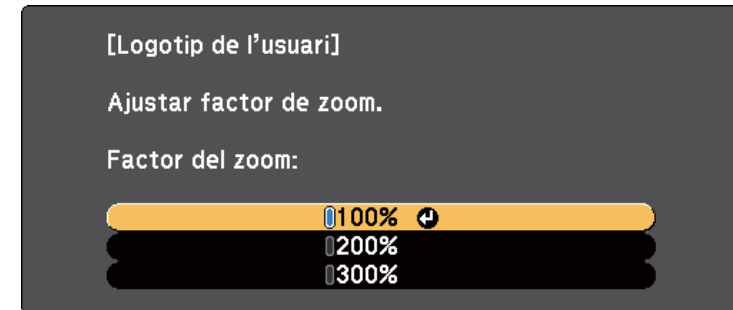 [Logotip de l'usuari]
Ajustar factor de zoom.
Factor del zoom:
100%
200%
300%